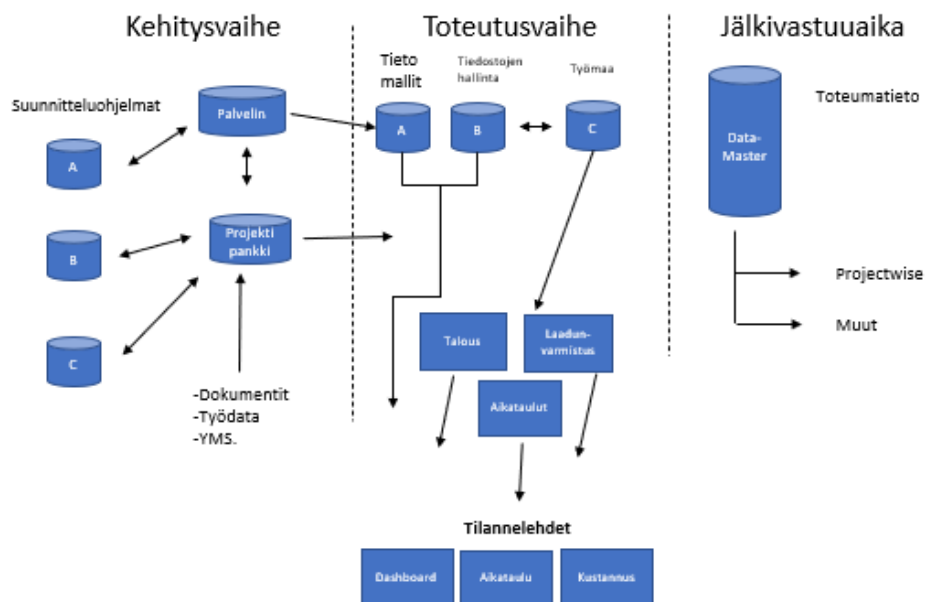 Kehitysvaihe
Toteutusvaihe
Jälkivastuuaika
Suunnitteluohjelmat
A
B
C
Palvelin
Projekti
pankki
-Dokumentit
-Työdata
-YMS.
Tieto
mallit
Tiedostojen
hallinta
Työmaa
A
B
C
Talous
Laadun-
varmistus
Aikataulut
Tilannelehdet
Dashboard
Aikataulu
Kustannus
Data-
Master
Toteumatieto
Projectwise
Muut